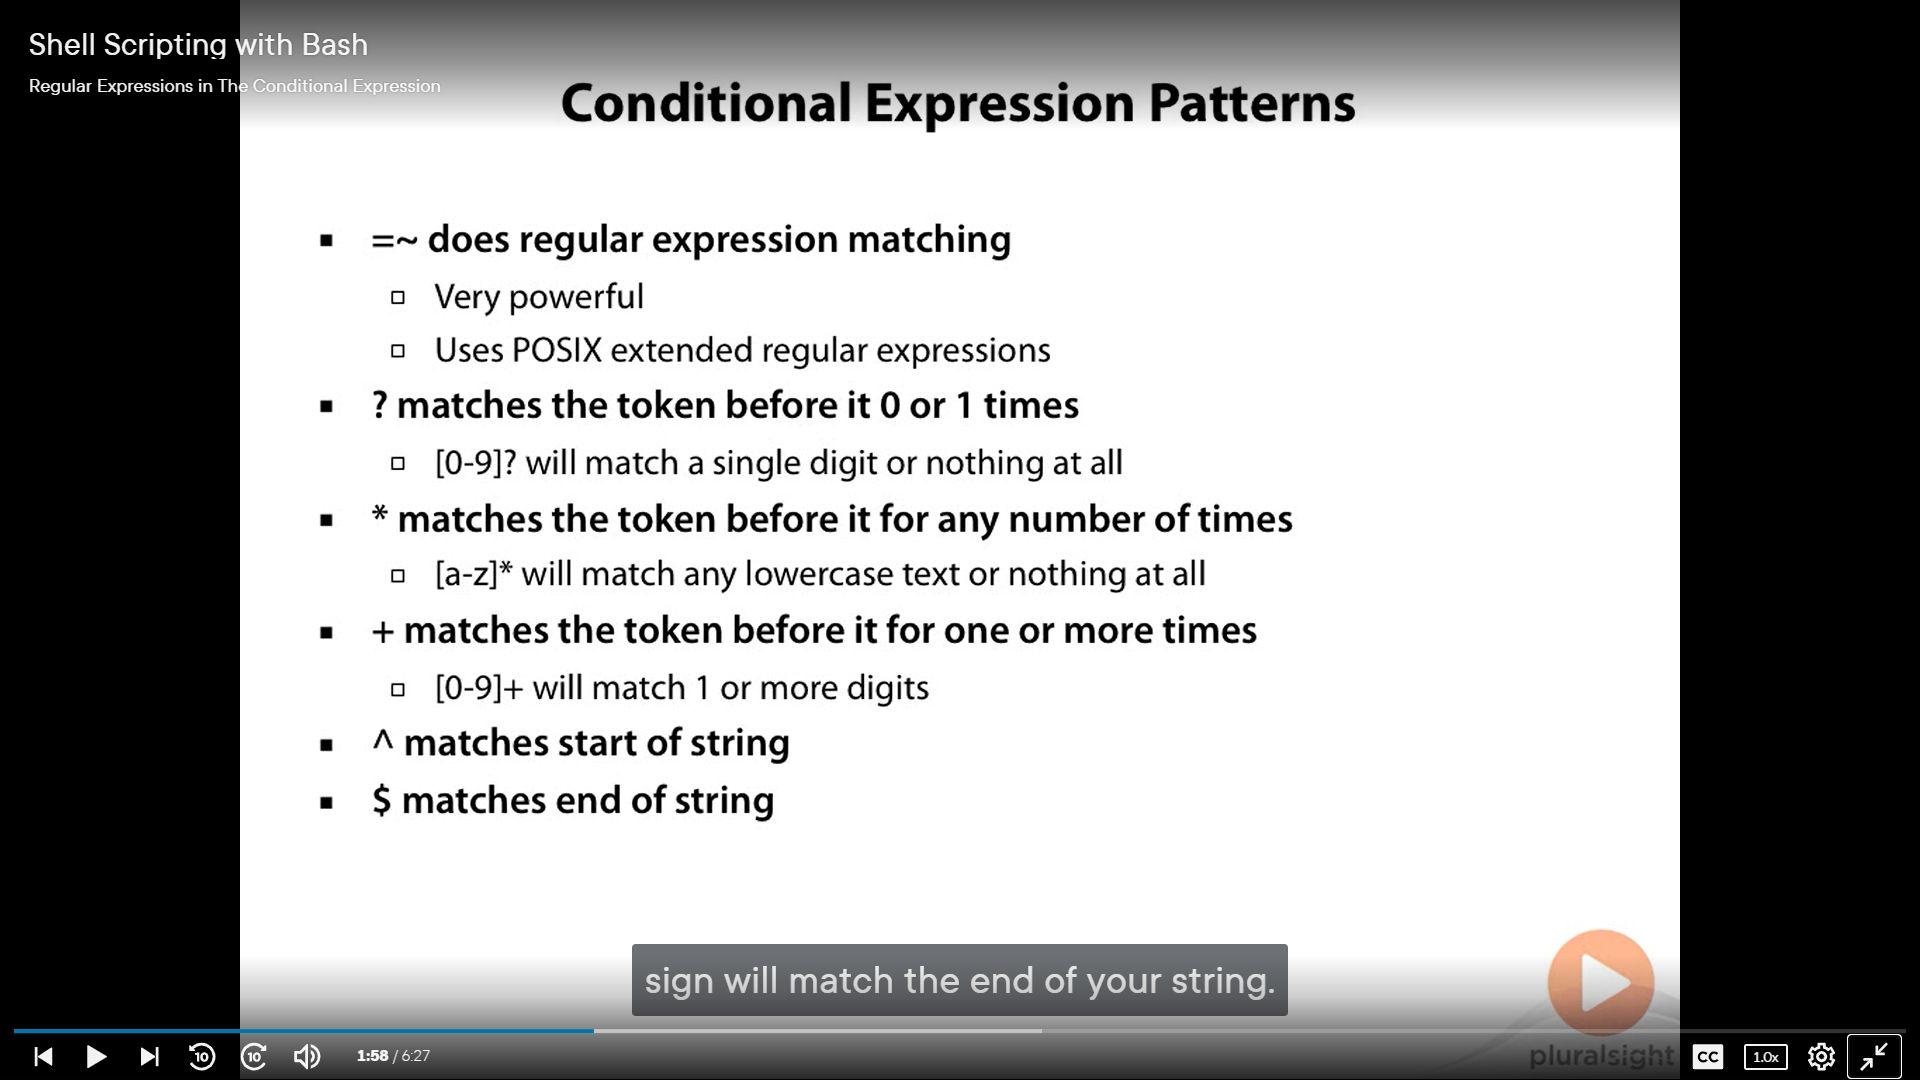 Shell Scripting with Bash
Regular Expressions in The Conditional Expression
Conditional Expression Patterns
=~ does regular expression matching
Very powerful
Uses POSIX extended regular expressions
? matches the token before it 0 or 1 times
[0-9]? will match a single digit or nothing at all
* matches the token before it for any number of times
[a-z]* will match any lowercase text or nothing at all
+ matches the token before it for one or more times
[0-9]+ will match 1 or more digits
^ matches start of string
$ matches end of string
sign will match the end of your string.
pluralsight
10
10
1:58 / 6:27
CC
1.0x